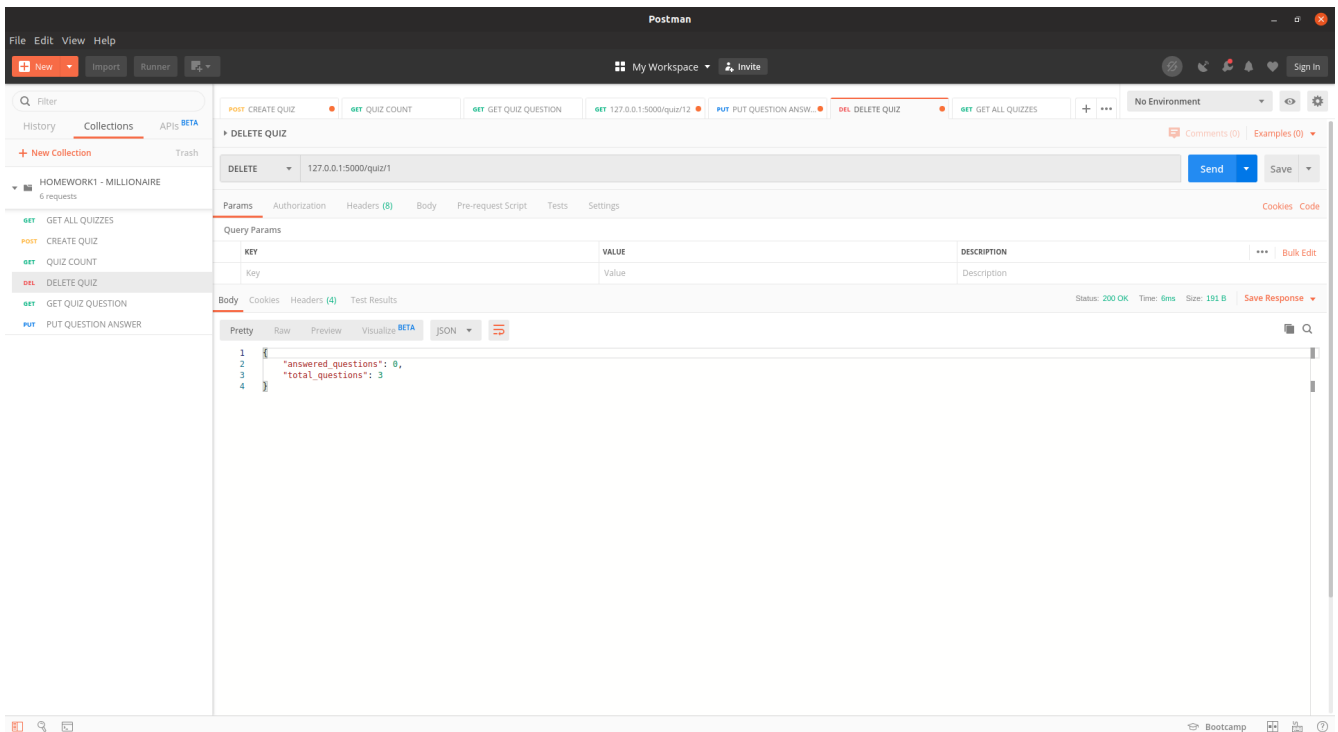 Postman
File Edit View Help
New Import Runner My Workspace Invite Sign In
Filter
History Collections APIs BETA
+ New Collection Trash
HOMEWORK1 - MILLIONAIRE
6 requests
GET GET ALL QUIZZES
POST CREATE QUIZ
GET QUIZ COUNT
DEL DELETE QUIZ
GET GET QUIZ QUESTION
PUT PUT QUESTION ANSWER
POST CREATE QUIZ GET QUIZ COUNT GET GET QUIZ QUESTION GET 127.0.0.1:5000/quiz/12 PUT PUT QUESTION ANSW... DEL DELETE QUIZ GET GET ALL QUIZZES + ••• No Environment
DELETE QUIZ Comments (0) Examples (0)
DELETE 127.0.0.1:5000/quiz/1 Send Save
Params Authorization Headers (8) Body Pre-request Script Tests Settings Cookies Code
Query Params
KEY VALUE DESCRIPTION ••• Bulk Edit
Key Value Description
Body Cookies Headers (4) Test Results Status: 200 OK Time: 6ms Size: 191 B Save Response
Pretty Raw Preview Visualize BETA JSON
1 {
2 "answered_questions": 0,
3 "total_questions": 3
4 }
Bootcamp